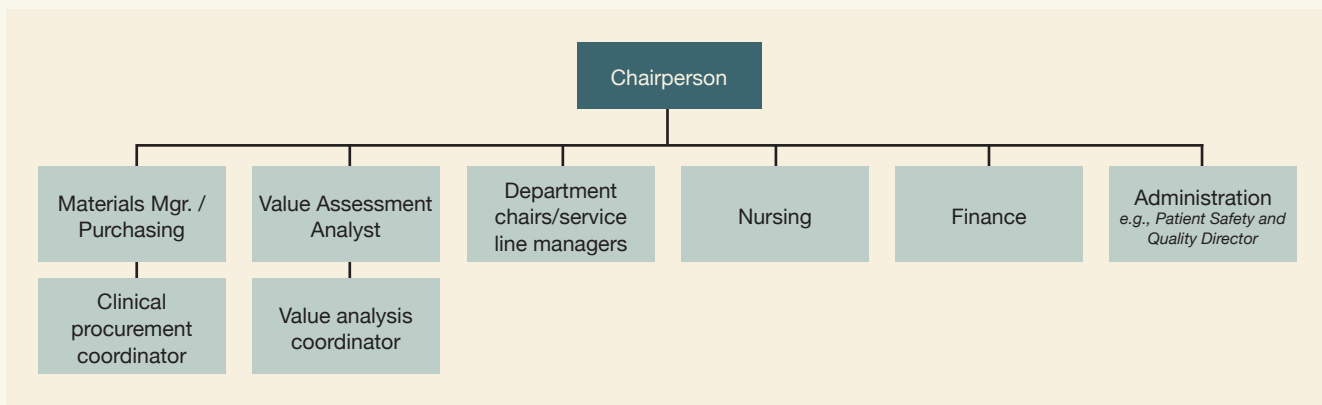 Chairperson
Materials Mgr. /
Purchasing
Value Assessment
Analyst
Department
chairs/service
line managers
Nursing
Finance
Administration
e.g., Patient Safety and
Quality Director
Clinical
procurement
coordinator
Value analysis
coordinator